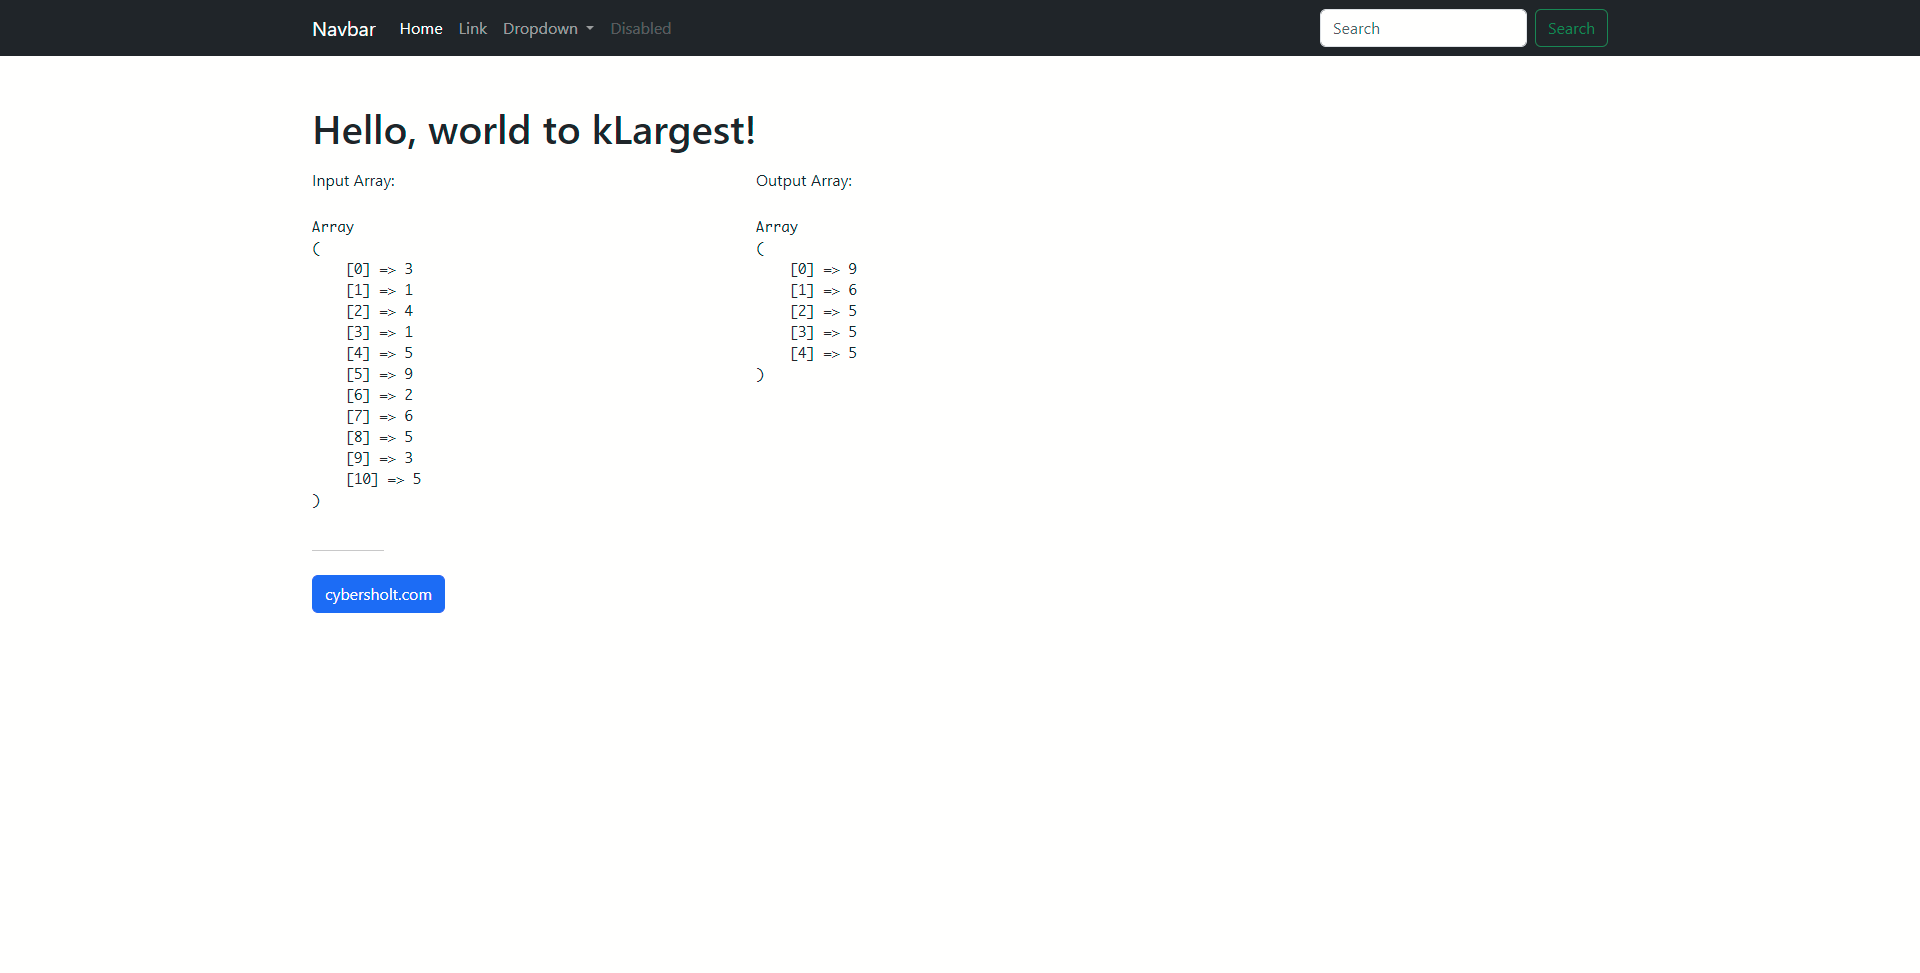 Navbar Home Link Dropdown Disabled Search Search
Hello, world to kLargest!
Input Array:
Array
(
[0] => 3
[1] => 1
[2] => 4
[3] => 1
[4] => 5
[5] => 9
[6] => 2
[7] => 6
[8] => 5
[9] => 3
[10] => 5
)
Output Array:
Array
(
[0] => 9
[1] => 6
[2] => 5
[3] => 5
[4] => 5
)
cybersholt.com